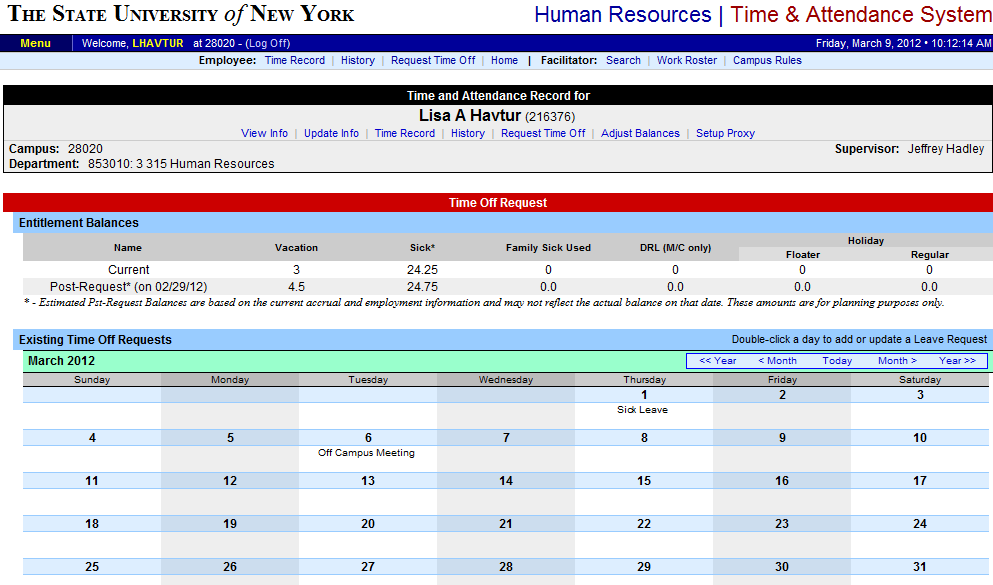 THE STATE UNIVERSITY of NEW YORK
Human Resources | Time & Attendance System
Menu Welcome, LHAVTUR at 28020 - (Log Off) Friday, March 9, 2012 • 10:12:14 AM
Employee: Time Record | History | Request Time Off | Home | Facilitator: Search | Work Roster | Campus Rules
Time and Attendance Record for
Lisa A Havtur (216376)
View Info | Update Info | Time Record | History | Request Time Off | Adjust Balances | Setup Proxy
Campus: 28020 Supervisor: Jeffrey Hadley
Department: 853010: 3 315 Human Resources
Time Off Request
Entitlement Balances
Name Vacation Sick* Family Sick Used DRL (M/C only) Holiday
Floater Regular
Current 3 24.25 0 0 0 0
Post-Request* (on 02/29/12) 4.5 24.75 0.0 0.0 0.0 0.0
* - Estimated Pst-Request Balances are based on the current accrual and employment information and may not reflect the actual balance on that date. These amounts are for planning purposes only.
Existing Time Off Requests Double-click a day to add or update a Leave Request
March 2012 << Year < Month Today Month > Year >>
Sunday Monday Tuesday Wednesday Thursday Friday Saturday
1 2 3
Sick Leave
4 5 6 7 8 9 10
Off Campus Meeting
11 12 13 14 15 16 17
18 19 20 21 22 23 24
25 26 27 28 29 30 31